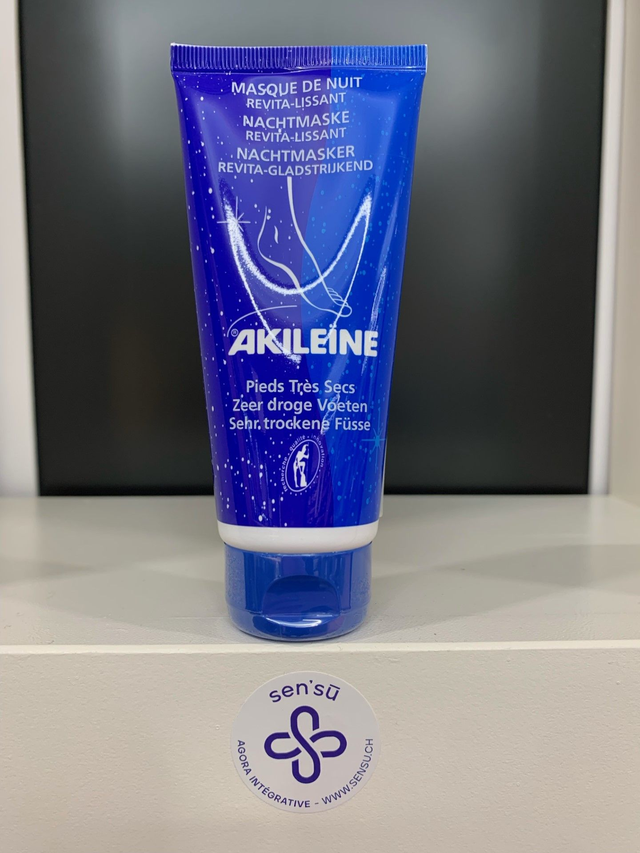 MASQUE DE NUIT
REVITA-LISSANT
NACHTMASKE
REVITA-LISSANT
NACHTMASKER
REVITA-GLADSTRIJKEND
®AKILEÏNE
Pieds Très Secs
Zeer droge Voeten
Sehr trockene Füsse
sen'sū
AGORA INTÉGRATIVE - WWW.SENSU.CH